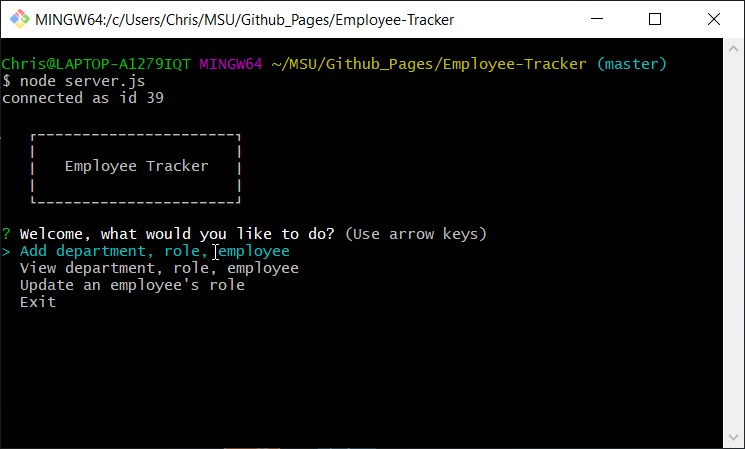 MINGW64:/c/Users/Chris/MSU/Github_Pages/Employee-Tracker
Chris@LAPTOP-A1279IQT MINGW64 ~/MSU/Github_Pages/Employee-Tracker (master)
$ node server.js
connected as id 39
Employee Tracker
? Welcome, what would you like to do? (Use arrow keys)
> Add department, role, employee
View department, role, employee
Update an employee's role
Exit